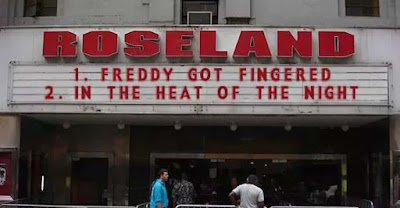 ROSELAND
1. FREDDY GOT FINGERED
2. IN THE HEAT OF THE NIGHT